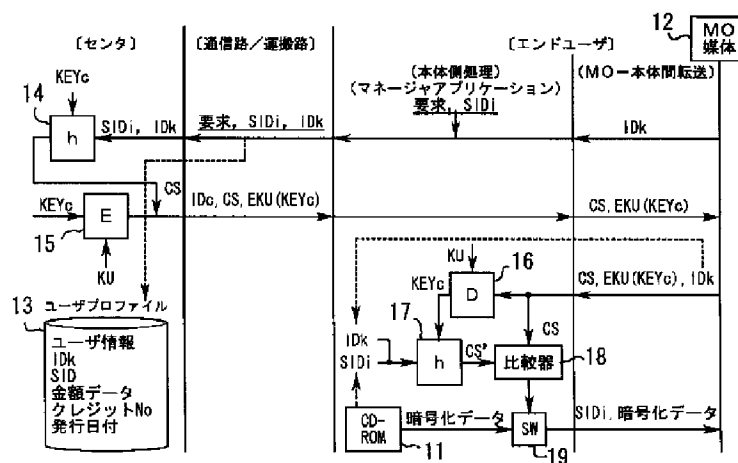 〔センタ〕
〔通信路／運搬路〕
〔エンドユーザ〕
12
MO
媒体
(本体側処理)
(マネージャアプリケーション)
(MO－本体間転送)
KEYc
14
h
SIDi, IDk
要求, SIDi, IDk
要求, SIDi
IDk
CS
KEYc
E
15
KU
IDc, CS, EKU(KEYc)
CS, EKU(KEYc)
KU
16
KEYc
D
CS, EKU(KEYc), IDk
13
ユーザプロファイル
ユーザ情報
IDk
SID
金額データ
クレジットNo
発行日付
17
IDk
SIDi
h
CS'
CS
比較器
18
CD-
ROM
11
暗号化データ
SW
19
SIDi, 暗号化データ